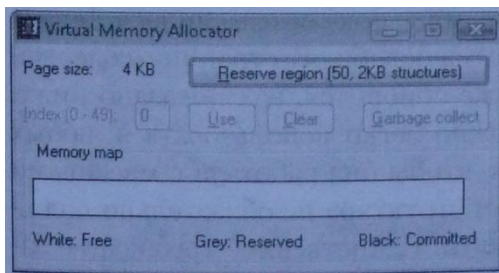 Virtual Memory Allocator
Page size: 4 KB Reserve region (50, 2KB structures)
Index (0 - 49): 0 Use Clear Garbage collect
Memory map
White: Free Grey: Reserved Black: Committed